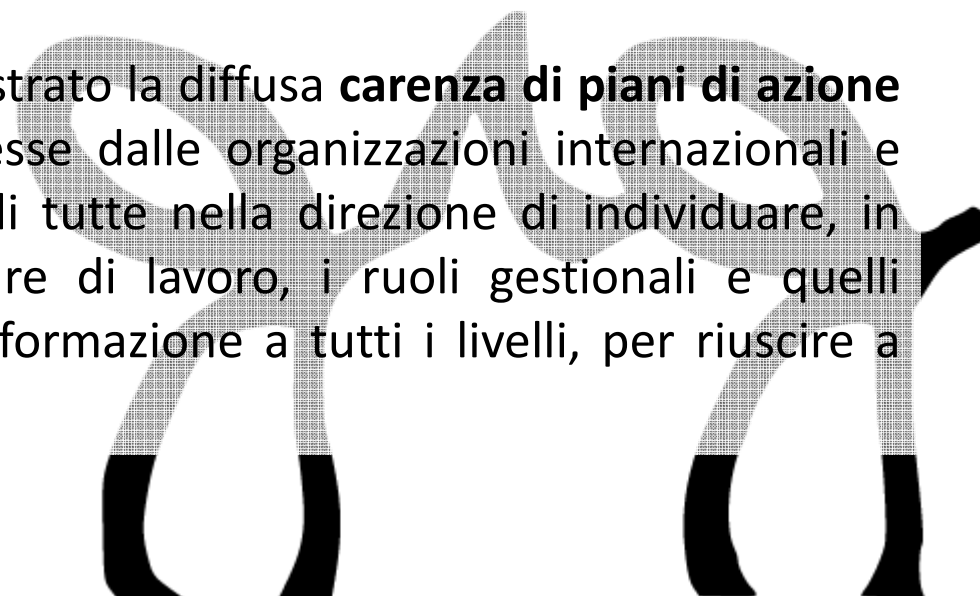 strato la diffusa carenza di piani di azione
esse dalle organizzazioni internazionali e
li tutte nella direzione di individuare, in
re di lavoro, i ruoli gestionali e quelli
formazione a tutti i livelli, per riuscire a